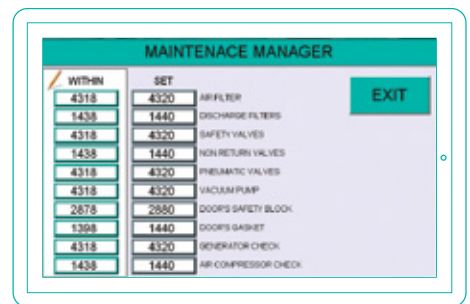 MAINTENACE MANAGER
WITHIN SET
EXIT
4318 4320 AIR FILTER
1438 1440 DISCHARGE FILTERS
4318 4320 SAFETY VALVES
1438 1440 NON RETURN VALVES
4318 4320 PNEUMATIC VALVES
4318 4320 VACUUM PUMP
2878 2880 DOOR'S SAFETY BLOCK
1398 1440 DOOR'S GASKET
4318 4320 GENERATOR CHECK
1438 1440 AIR COMPRESSOR CHECK